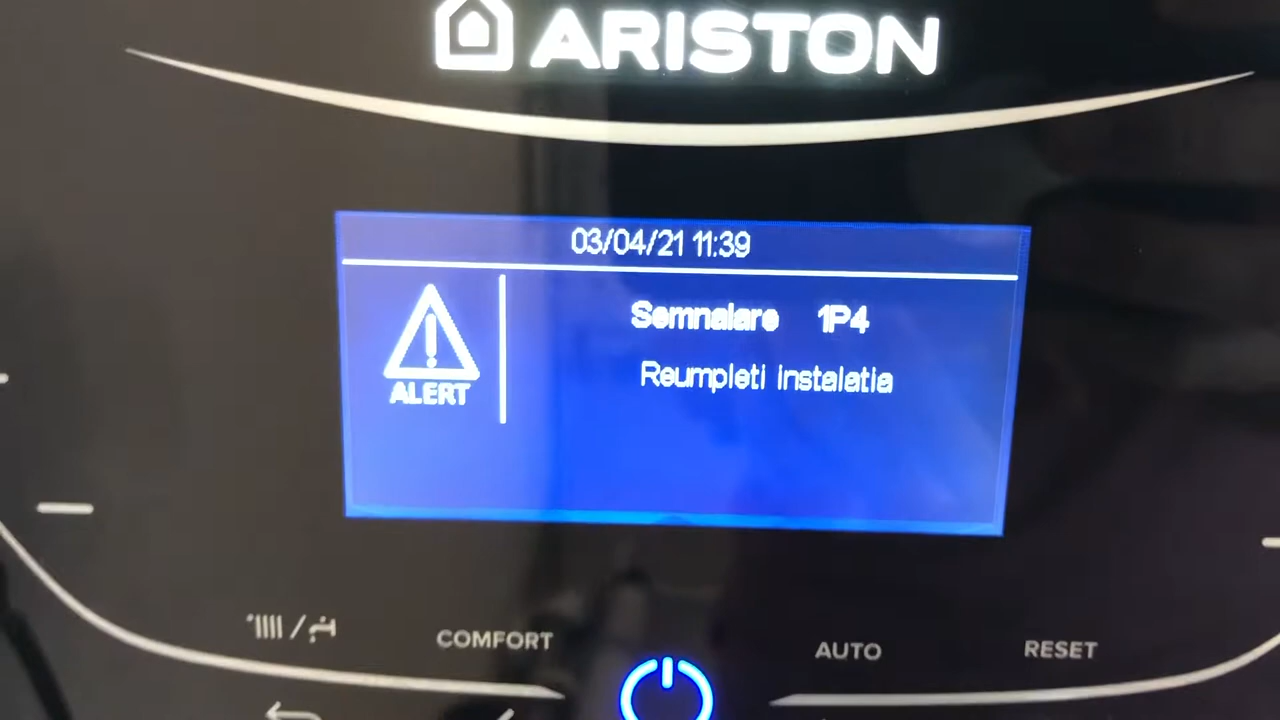 ARISTON
03/04/21 11:39
Semnalare 1P4
Reumpleti instalatia
ALERT
COMFORT
AUTO
RESET